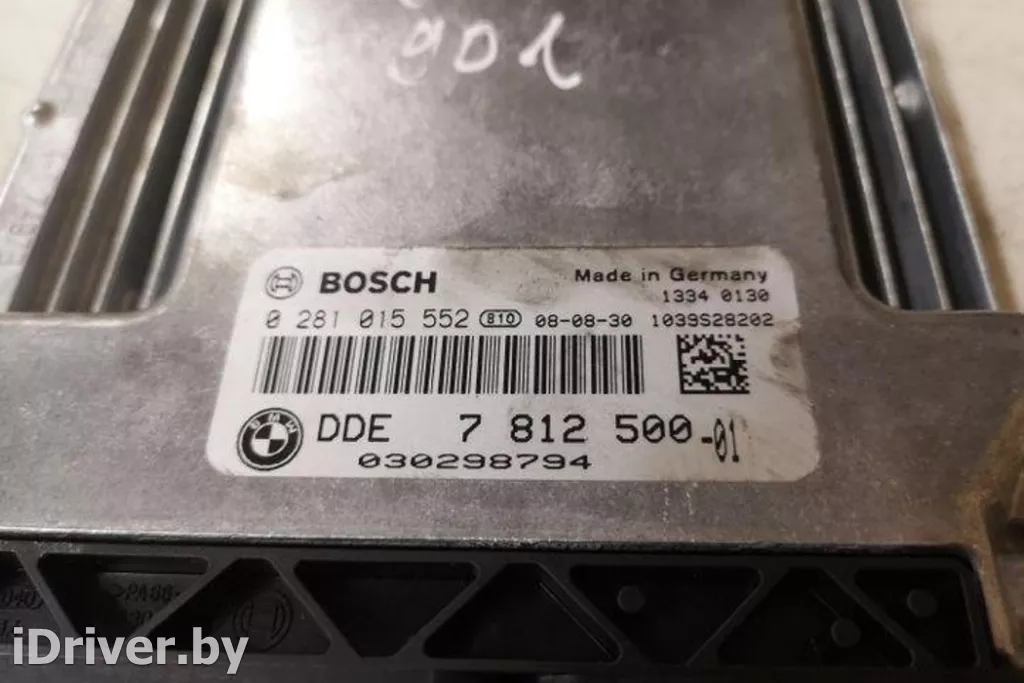 BOSCH
Made in Germany
1334 0130
0 281 015 552 810 08-08-30 1039S28202
BMW
DDE 7 812 500-01
030298794
iDriver.by